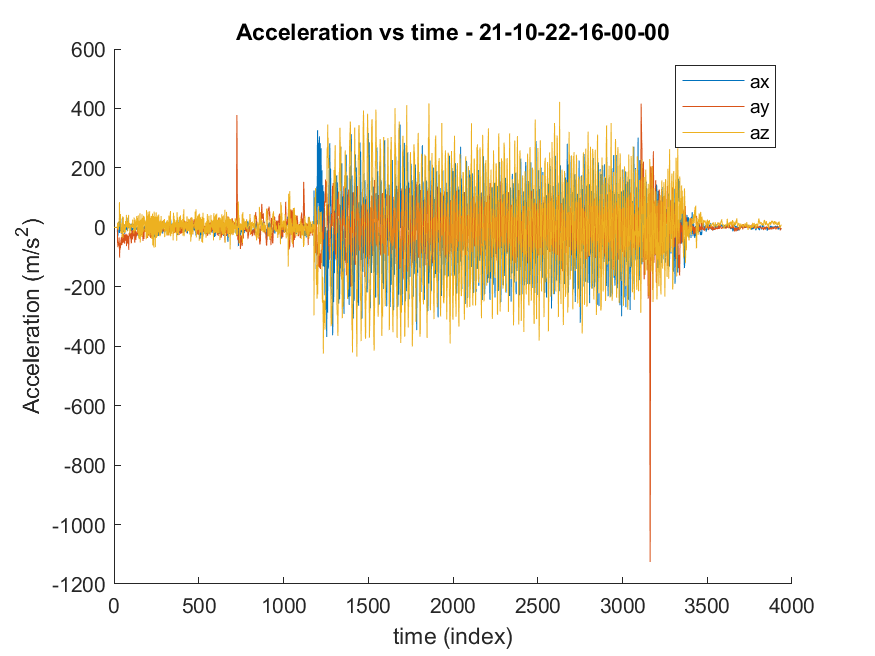 Acceleration vs time - 21-10-22-16-00-00
600
400
200
0
-200
-400
-600
-800
-1000
-1200
Acceleration (m/s²)
0 500 1000 1500 2000 2500 3000 3500 4000
time (index)
ax
ay
az